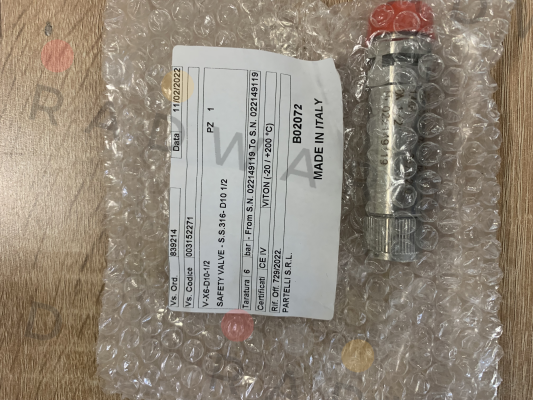 Vs. Ord 839214 Data 11/02/2022
Vs. Codice 003152271
V-X6-D10-1/2 PZ 1
SAFETY VALVE - S.S.316- D10 1/2
Taratura 6 bar - From S.N. 022149119 To S.N. 022149119
Certificati CE IV VITON (-20 / +200 °C)
Rif. Off. 729/2022
PARTELLI S.R.L.
B02072
MADE IN ITALY